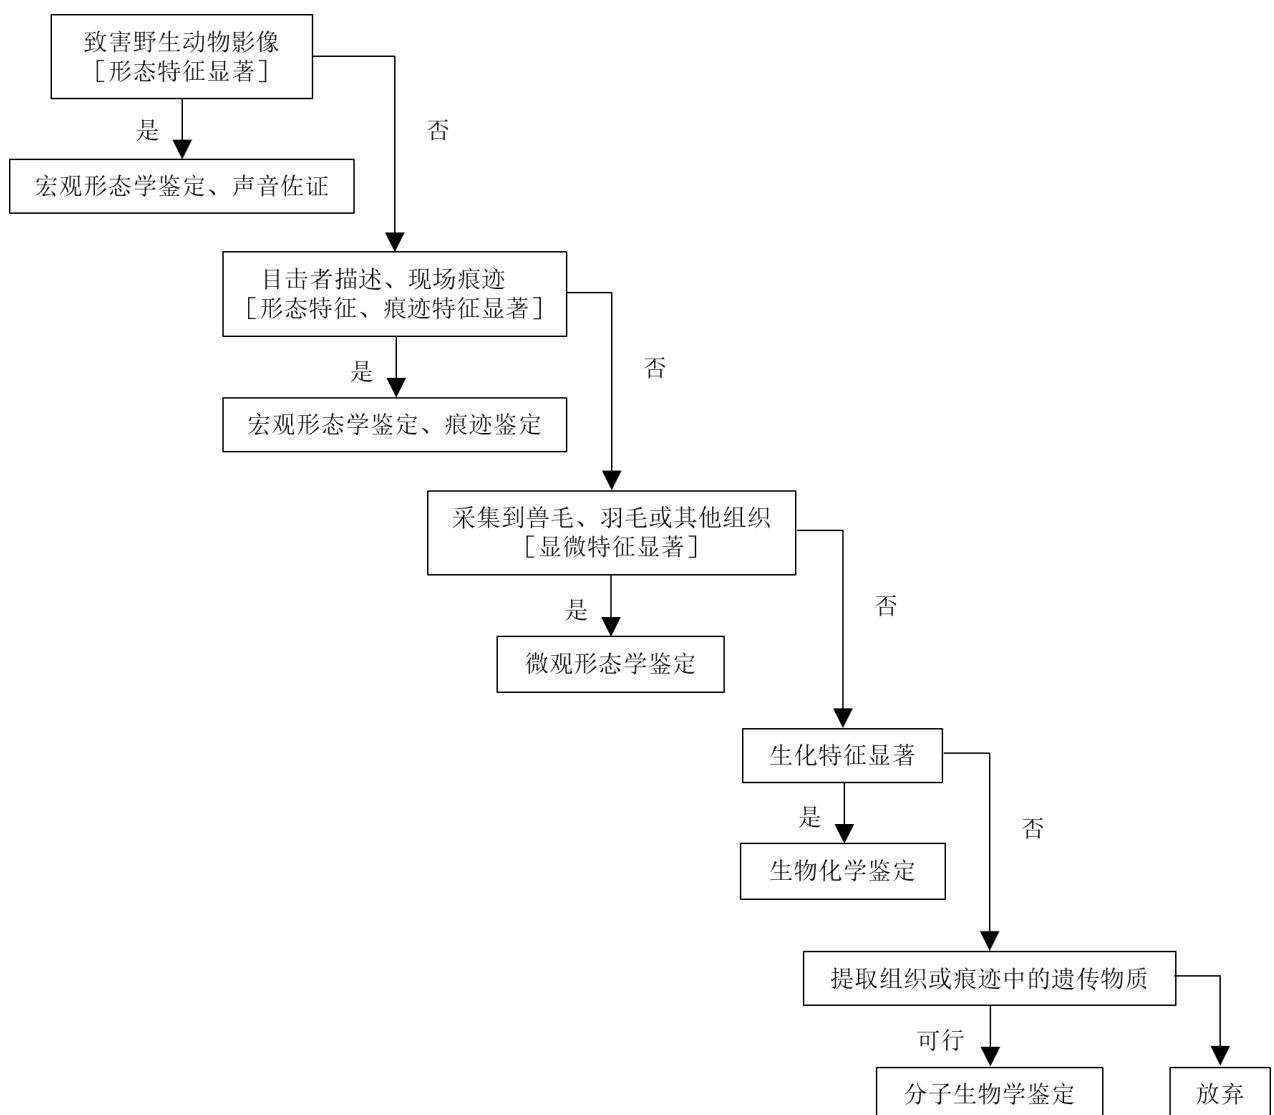 致害野生动物影像
［形态特征显著］
是
否
宏观形态学鉴定、声音佐证
目击者描述、现场痕迹
［形态特征、痕迹特征显著］
是
否
宏观形态学鉴定、痕迹鉴定
采集到兽毛、羽毛或其他组织
［显微特征显著］
是
否
微观形态学鉴定
生化特征显著
是
否
生物化学鉴定
提取组织或痕迹中的遗传物质
可行
分子生物学鉴定
放弃